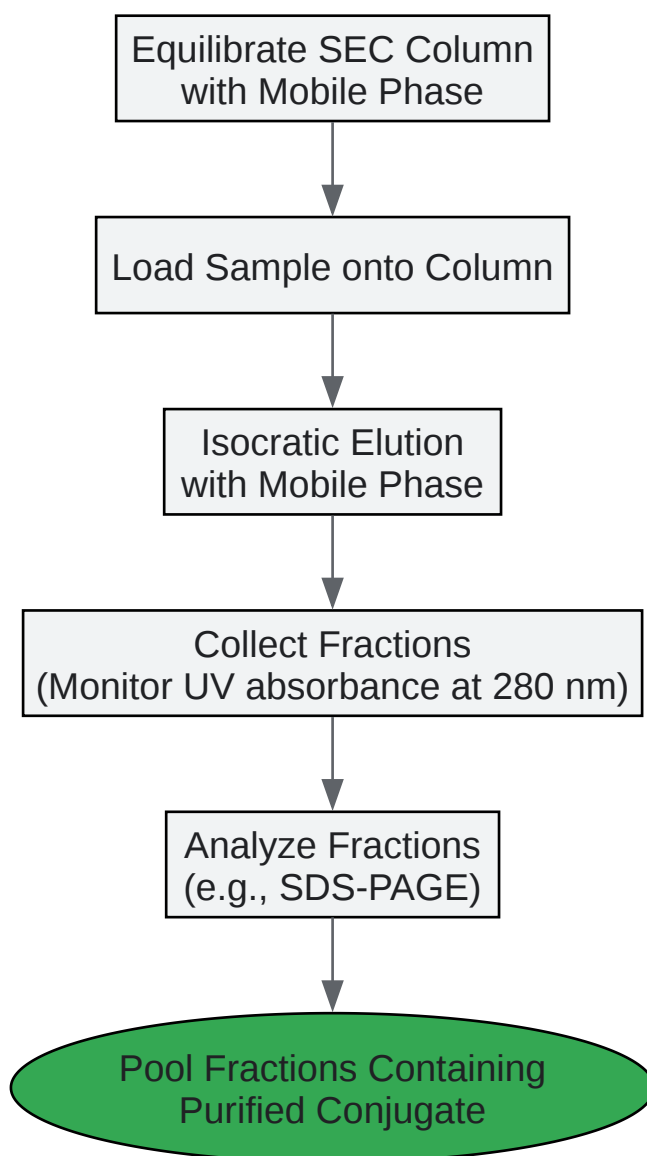 Equilibrate SEC Column
with Mobile Phase
Load Sample onto Column
Isocratic Elution
with Mobile Phase
Collect Fractions
(Monitor UV absorbance at 280 nm)
Analyze Fractions
(e.g., SDS-PAGE)
Pool Fractions Containing
Purified Conjugate